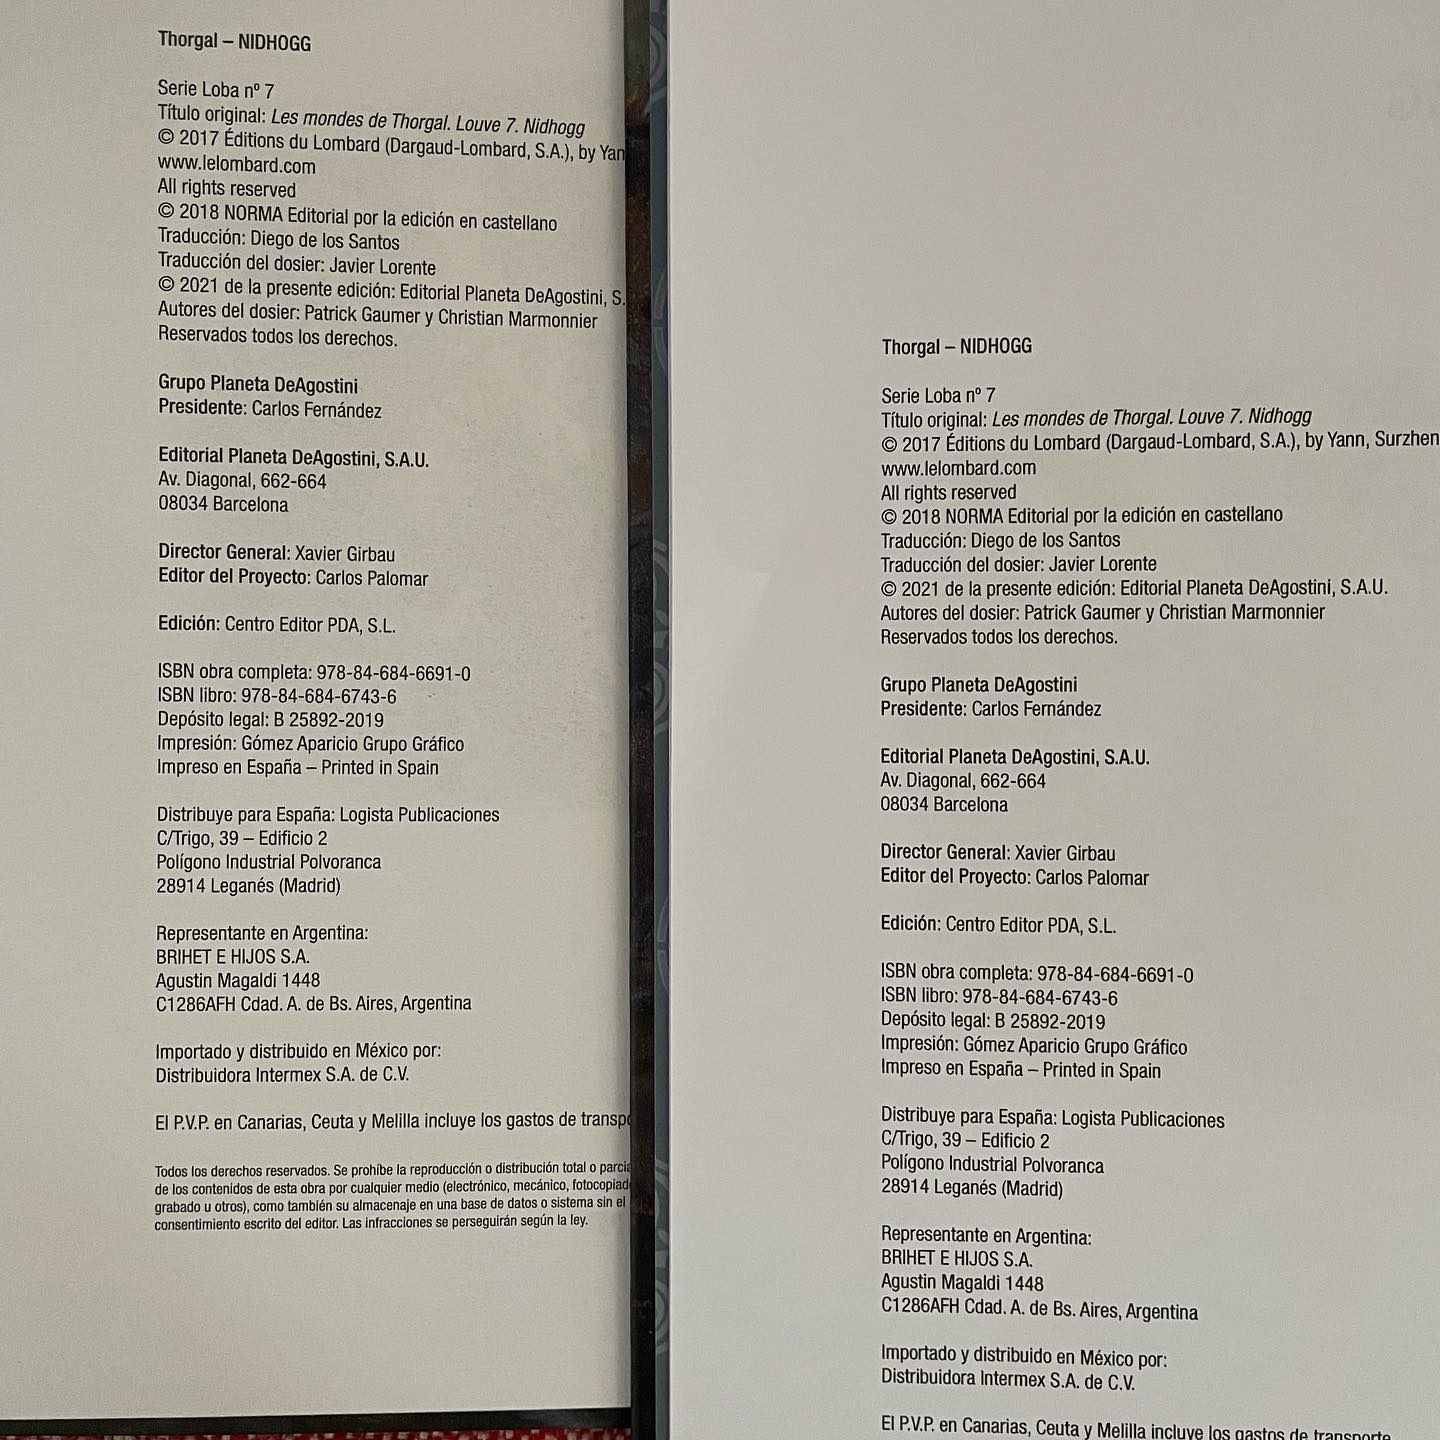 Thorgal – NIDHOGG
Serie Loba nº 7
Título original: Les mondes de Thorgal. Louve 7. Nidhogg
© 2017 Éditions du Lombard (Dargaud-Lombard, S.A.), by Yan
www.lelombard.com
All rights reserved
© 2018 NORMA Editorial por la edición en castellano
Traducción: Diego de los Santos
Traducción del dosier: Javier Lorente
© 2021 de la presente edición: Editorial Planeta DeAgostini, S.
Autores del dosier: Patrick Gaumer y Christian Marmonnier
Reservados todos los derechos.
Grupo Planeta DeAgostini
Presidente: Carlos Fernández
Editorial Planeta DeAgostini, S.A.U.
Av. Diagonal, 662-664
08034 Barcelona
Director General: Xavier Girbau
Editor del Proyecto: Carlos Palomar
Edición: Centro Editor PDA, S.L.
ISBN obra completa: 978-84-684-6691-0
ISBN libro: 978-84-684-6743-6
Depósito legal: B 25892-2019
Impresión: Gómez Aparicio Grupo Gráfico
Impreso en España – Printed in Spain
Distribuye para España: Logista Publicaciones
C/Trigo, 39 – Edificio 2
Polígono Industrial Polvoranca
28914 Leganés (Madrid)
Representante en Argentina:
BRIHET E HIJOS S.A.
Agustin Magaldi 1448
C1286AFH Cdad. A. de Bs. Aires, Argentina
Importado y distribuido en México por:
Distribuidora Intermex S.A. de C.V.
El P.V.P. en Canarias, Ceuta y Melilla incluye los gastos de transpo
Todos los derechos reservados. Se prohíbe la reproducción o distribución total o parcia
de los contenidos de esta obra por cualquier medio (electrónico, mecánico, fotocopiad
grabado u otros), como también su almacenaje en una base de datos o sistema sin el
consentimiento escrito del editor. Las infracciones se perseguirán según la ley.
Thorgal – NIDHOGG
Serie Loba nº 7
Título original: Les mondes de Thorgal. Louve 7. Nidhogg
© 2017 Éditions du Lombard (Dargaud-Lombard, S.A.), by Yann, Surzhen
www.lelombard.com
All rights reserved
© 2018 NORMA Editorial por la edición en castellano
Traducción: Diego de los Santos
Traducción del dosier: Javier Lorente
© 2021 de la presente edición: Editorial Planeta DeAgostini, S.A.U.
Autores del dosier: Patrick Gaumer y Christian Marmonnier
Reservados todos los derechos.
Grupo Planeta DeAgostini
Presidente: Carlos Fernández
Editorial Planeta DeAgostini, S.A.U.
Av. Diagonal, 662-664
08034 Barcelona
Director General: Xavier Girbau
Editor del Proyecto: Carlos Palomar
Edición: Centro Editor PDA, S.L.
ISBN obra completa: 978-84-684-6691-0
ISBN libro: 978-84-684-6743-6
Depósito legal: B 25892-2019
Impresión: Gómez Aparicio Grupo Gráfico
Impreso en España – Printed in Spain
Distribuye para España: Logista Publicaciones
C/Trigo, 39 – Edificio 2
Polígono Industrial Polvoranca
28914 Leganés (Madrid)
Representante en Argentina:
BRIHET E HIJOS S.A.
Agustin Magaldi 1448
C1286AFH Cdad. A. de Bs. Aires, Argentina
Importado y distribuido en México por:
Distribuidora Intermex S.A. de C.V.
El P.V.P. en Canarias, Ceuta y Melilla incluye los gastos de transporte